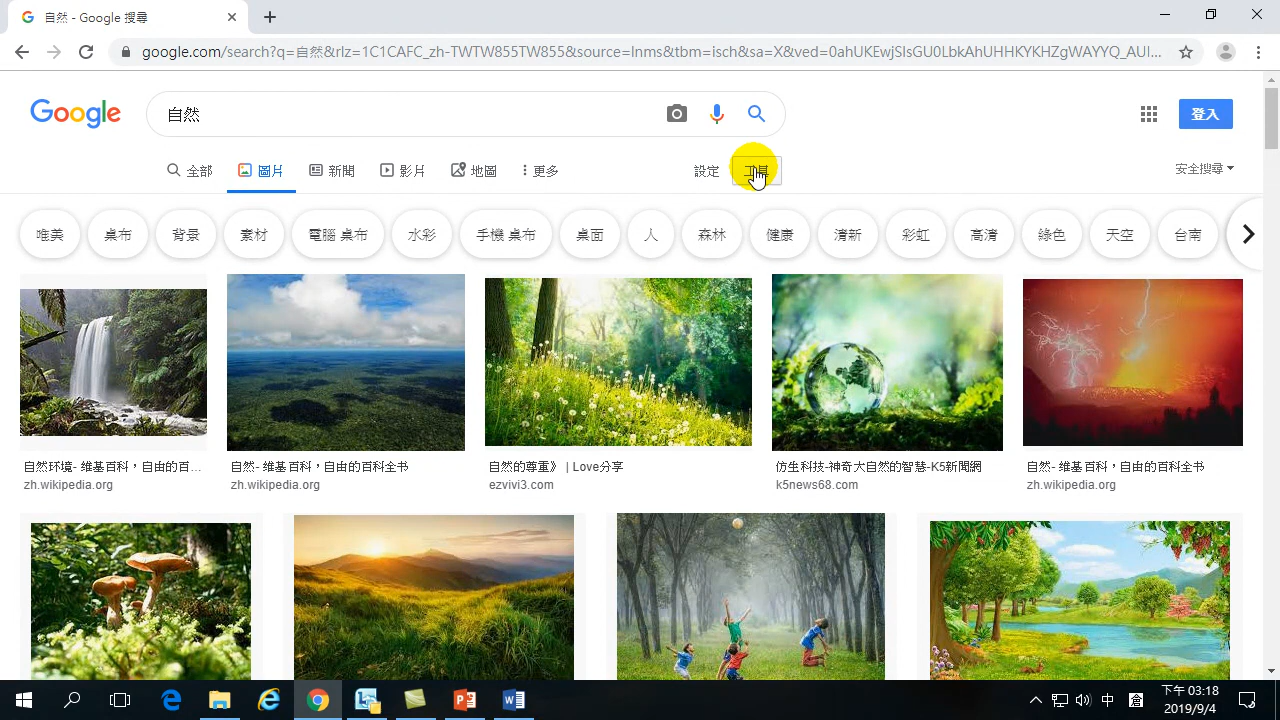 自然 - Google 搜尋
google.com/search?q=自然&rlz=1C1CAFC_zh-TWTW855TW855&source=lnms&tbm=isch&sa=X&ved=0ahUKEwjSIsGU0LbkAhUHHKYKHZgWAYYQ_AUI...
Google
自然
登入
全部
圖片
新聞
影片
地圖
更多
設定
工具
安全搜尋
唯美
桌布
背景
素材
電腦 桌布
水彩
手機 桌布
桌面
人
森林
健康
清新
彩虹
高清
綠色
天空
台南
自然环境- 维基百科，自由的百...
zh.wikipedia.org
自然- 维基百科，自由的百科全书
zh.wikipedia.org
自然的尊重》 | Love分享
ezvivi3.com
仿生科技-神奇大自然的智慧-K5新聞網
k5news68.com
自然- 维基百科，自由的百科全书
zh.wikipedia.org
中
下午 03:18
2019/9/4